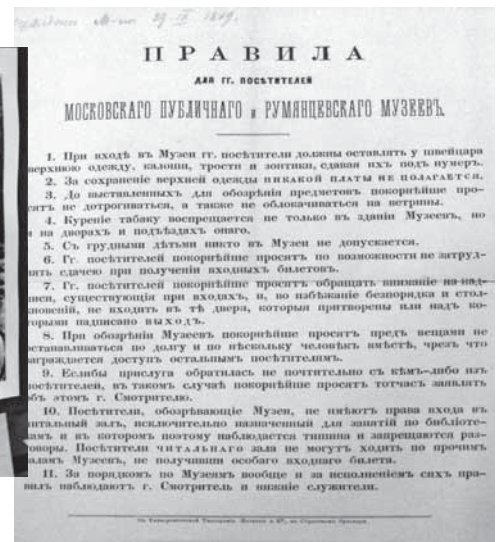 29 IX 1869.
ПРАВИЛА
ДЛЯ ГГ. ПОСѢТИТЕЛЕЙ
МОСКОВСКАГО ПУБЛИЧНАГО и РУМЯНЦЕВСКАГО МУЗЕЕВЪ.
1. При входѣ въ Музеи гг. посѣтители должны оставлять у швейцара
верхнюю одежду, калоши, трости и зонтики, сдавая ихъ подъ нумеръ.
2. За сохраненіе верхней одежды НИКАКОЙ ПЛАТЫ НЕ ПОЛАГАЕТСЯ.
3. До выставленныхъ для обозрѣнія предметовъ покорнѣйше про-
сятъ не дотрогиваться, а также не облокачиваться на ветрины.
4. Куреніе табаку воспрещается не только въ зданіи Музеевъ, но
и на дворахъ и подъѣздахъ онаго.
5. Съ грудными дѣтьми никто въ Музеи не допускается.
6. Гг. посѣтителей покорнѣйше просятъ по возможности не затруд-
нять сдачею при полученіи входныхъ билетовъ.
7. Гг. посѣтителей покорнѣйше просятъ обращать вниманіе на над-
писи, существующія при входахъ, и, во избѣжаніе безпорядка и стол-
кновеній, не входить въ тѣ двери, которыя притворены или надъ ко-
торыми надписано ВЫХОДЪ.
8. При обозрѣніи Музеевъ покорнѣйше просятъ предъ вещами не
останавливаться по долгу и по нѣскольку человѣкъ вмѣстѣ, чрезъ что
заграждается доступъ остальнымъ посѣтителямъ.
9. Еслибы прислуга обратилась не почтительно съ кѣмъ-либо изъ
посѣтителей, въ такомъ случаѣ покорнѣйше просятъ тотчасъ заявлять
объ этомъ г. Смотрителю.
10. Посѣтители, обозрѣвающіе Музеи, не имѣютъ права входа въ
читальный залъ, исключительно назначенный для занятій по библіоте-
камъ и въ которомъ поэтому наблюдается тишина и запрещаются раз-
говоры. Посѣтители ЧИТАЛЬНАГО зала не могутъ ходить по прочимъ
заламъ Музеевъ, не получивши особаго входнаго билета.
11. За порядкомъ по Музеямъ вообще и за исполненіемъ сихъ пра-
вилъ наблюдаютъ г. Смотритель и нижніе служители.